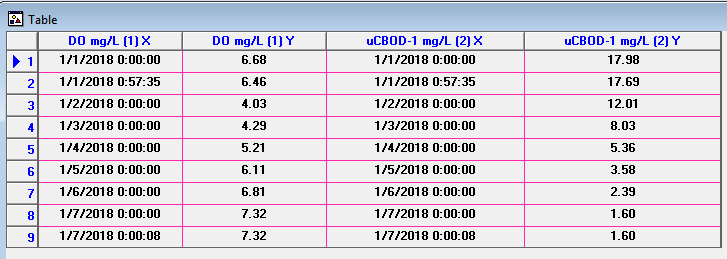 Table
DO mg/L (1) X DO mg/L (1) Y uCBOD-1 mg/L (2) X uCBOD-1 mg/L (2) Y
1 1/1/2018 0:00:00 6.68 1/1/2018 0:00:00 17.98
2 1/1/2018 0:57:35 6.46 1/1/2018 0:57:35 17.69
3 1/2/2018 0:00:00 4.03 1/2/2018 0:00:00 12.01
4 1/3/2018 0:00:00 4.29 1/3/2018 0:00:00 8.03
5 1/4/2018 0:00:00 5.21 1/4/2018 0:00:00 5.36
6 1/5/2018 0:00:00 6.11 1/5/2018 0:00:00 3.58
7 1/6/2018 0:00:00 6.81 1/6/2018 0:00:00 2.39
8 1/7/2018 0:00:00 7.32 1/7/2018 0:00:00 1.60
9 1/7/2018 0:00:08 7.32 1/7/2018 0:00:08 1.60